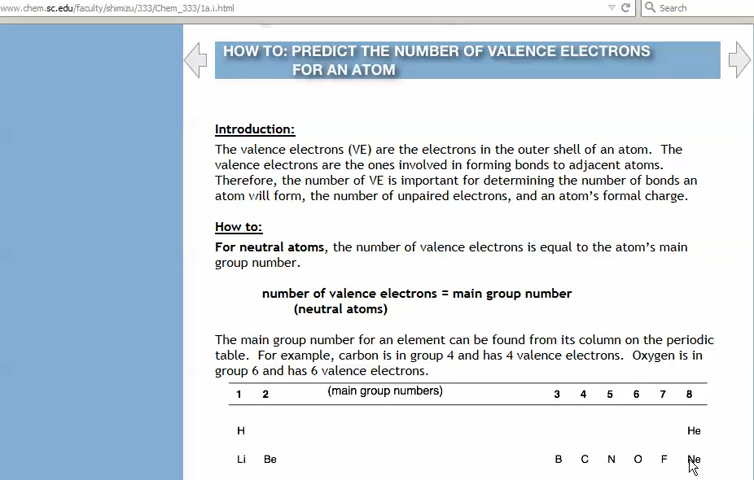 www.chem.sc.edu/faculty/shimizu/333/Chem_333/1a.i.html
Search
HOW TO: PREDICT THE NUMBER OF VALENCE ELECTRONS
FOR AN ATOM
Introduction:
The valence electrons (VE) are the electrons in the outer shell of an atom. The
valence electrons are the ones involved in forming bonds to adjacent atoms.
Therefore, the number of VE is important for determining the number of bonds an
atom will form, the number of unpaired electrons, and an atom's formal charge.
How to:
For neutral atoms, the number of valence electrons is equal to the atom's main
group number.
number of valence electrons = main group number
(neutral atoms)
The main group number for an element can be found from its column on the periodic
table. For example, carbon is in group 4 and has 4 valence electrons. Oxygen is in
group 6 and has 6 valence electrons.
1 2 (main group numbers) 3 4 5 6 7 8
H He
Li Be B C N O F Ne